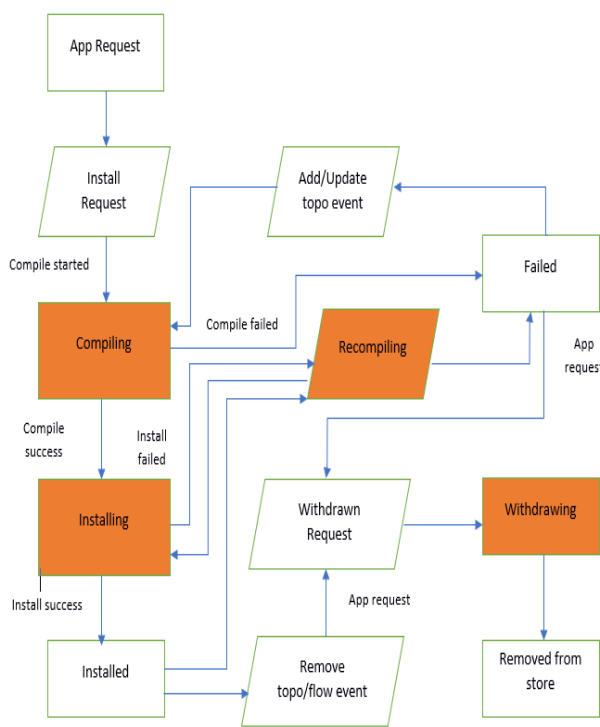 App Request
Install
Request
Add/Update
topo event
Compile started
Failed
Compiling
Compile failed
Recompiling
App
request
Compile
success
Install
failed
Installing
Withdrawn
Request
Withdrawing
Install success
App request
Installed
Remove
topo/flow event
Removed from
store